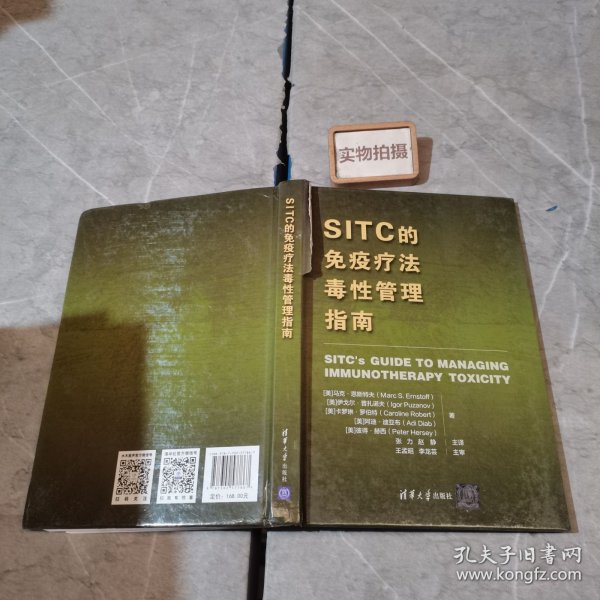 实物拍摄
SITC的
免疫疗法
毒性管理
指南
SITC's GUIDE TO MANAGING
IMMUNOTHERAPY TOXICITY
[美]马克·恩斯特夫(Marc S. Ernstoff)
[美]伊戈尔·普扎诺夫(Igor Puzanov)
[美]卡罗琳·罗伯特(Caroline Robert)
著
[美]阿迪·迪亚布(Adi Diab)
[美]彼得·赫西(Peter Hersey)
张力 赵静 主译
王孟昭 李龙芸 主审
清华大学出版社
SITC的免疫疗法毒性管理指南
清华大学出版社
定价:168.00元
孔夫子旧书网
www.kongfz.com